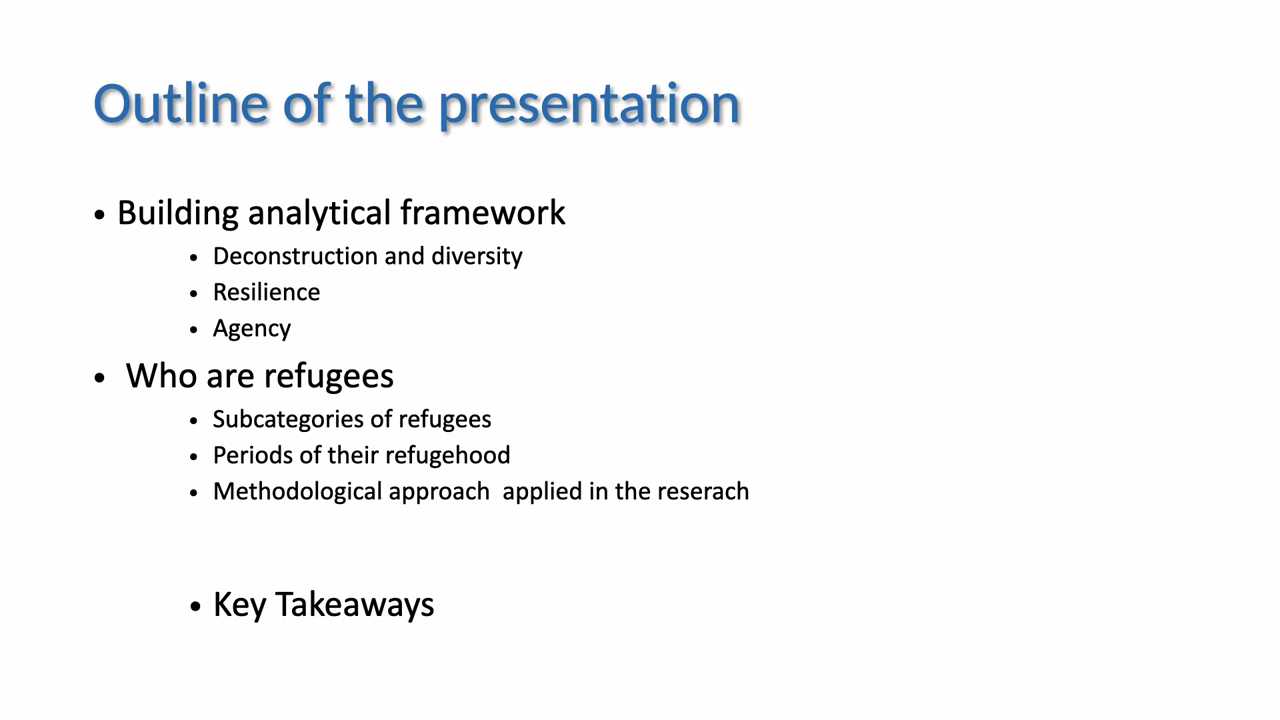 Outline of the presentation
• Building analytical framework
• Deconstruction and diversity
• Resilience
• Agency
• Who are refugees
• Subcategories of refugees
• Periods of their refugehood
• Methodological approach  applied in the reserach
• Key Takeaways